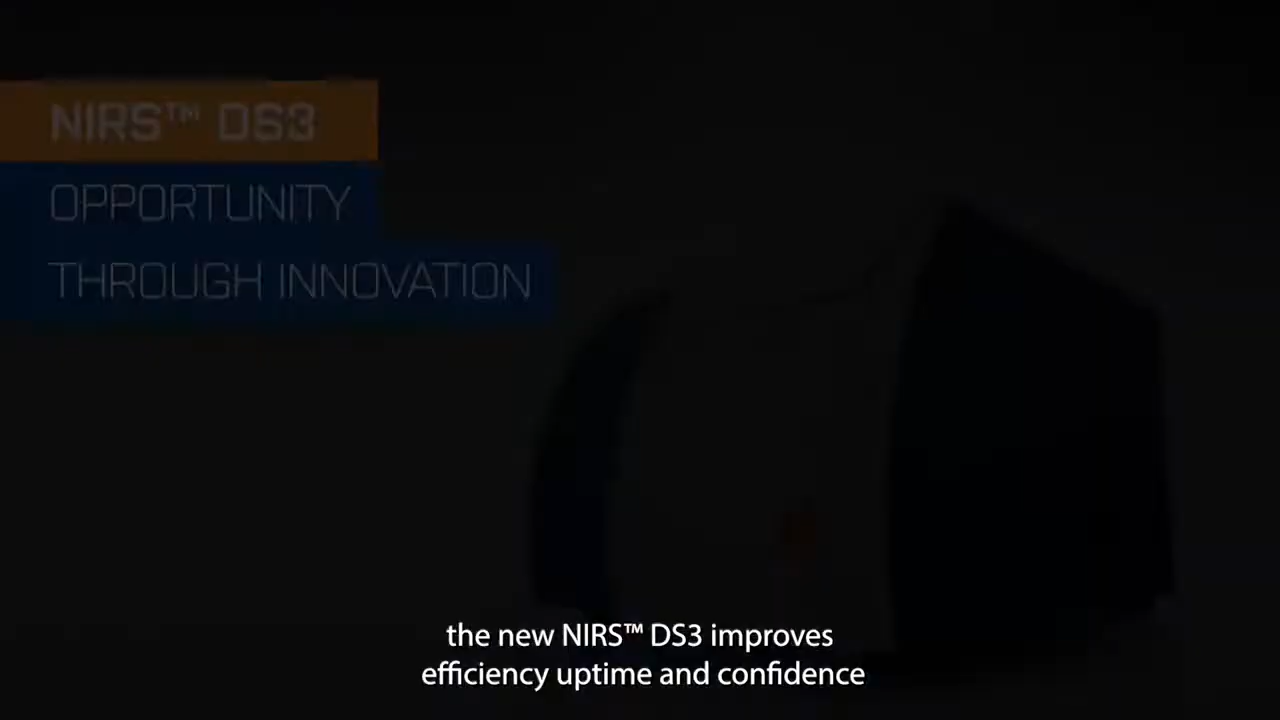 NIRS™ DS3
OPPORTUNITY
THROUGH INNOVATION
the new NIRS™ DS3 improves
efficiency uptime and confidence